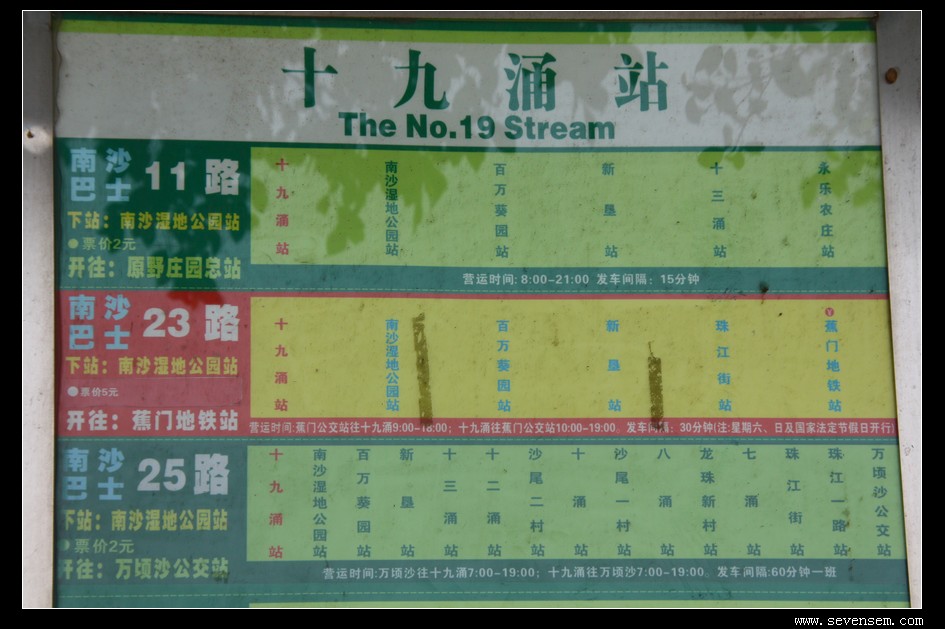 十九涌站
The No.19 Stream
南沙巴士 11路
下站：南沙湿地公园站
票价2元
开往：原野庄园总站
十九涌站 南沙湿地公园站 百万葵园站 新垦站 十三涌站 永乐农庄站
营运时间：8:00-21:00 发车间隔：15分钟
南沙巴士 23路
下站：南沙湿地公园站
票价5元
开往：蕉门地铁站
十九涌站 南沙湿地公园站 百万葵园站 新垦站 珠江街站 蕉门地铁站
营运时间:蕉门公交站往十九涌9:00-18:00；十九涌往蕉门公交站10:00-19:00 发车间隔：30分钟(注:星期六、日及国家法定节假日开行)
南沙巴士 25路
下站：南沙湿地公园站
票价2元
开往：万顷沙公交站
十九涌站 南沙湿地公园站 百万葵园站 新垦站 十三涌站 十二涌站 沙尾二村站 十涌站 沙尾一村站 八涌站 龙珠新村站 七涌站 珠江街站 珠江一路站 万顷沙公交站
营运时间:万顷沙往十九涌7:00-19:00；十九涌往万顷沙7:00-19:00 发车间隔:60分钟一班
www.sevensem.com